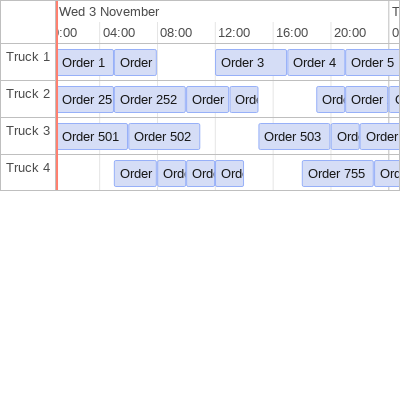 Wed 3 November T
:00 04:00 08:00 12:00 16:00 20:00 0
Truck 1 Order 1 Order Order 3 Order 4 Order 5
Truck 2 Order 25 Order 252 Order Ord Ord Order
Truck 3 Order 501 Order 502 Order 503 Ord Order
Truck 4 Order Ord Ord Ord Order 755 Ord